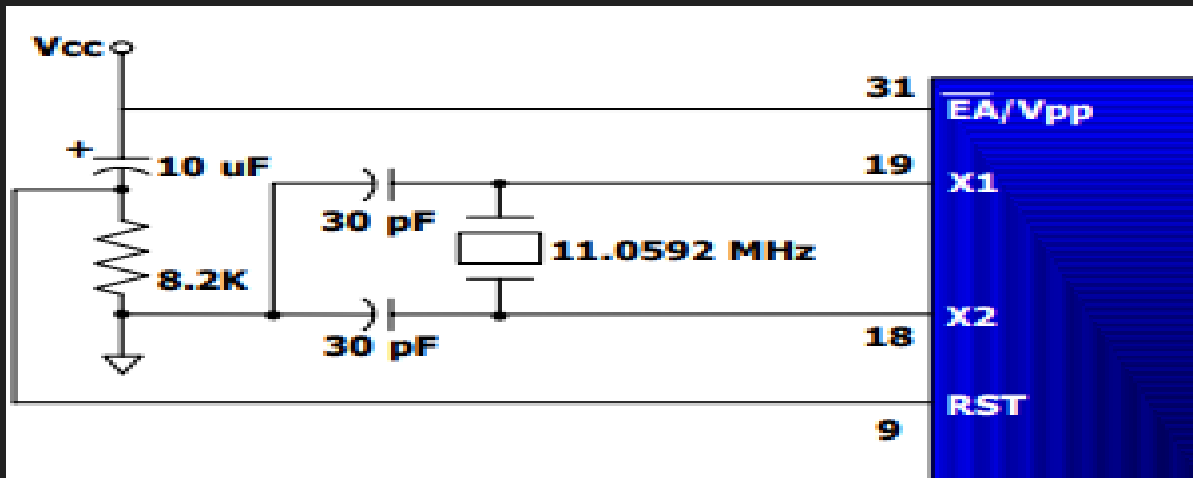 Vcc
31
EA/Vpp
+
10 uF
19
X1
30 pF
11.0592 MHz
8.2K
X2
18
30 pF
RST
9